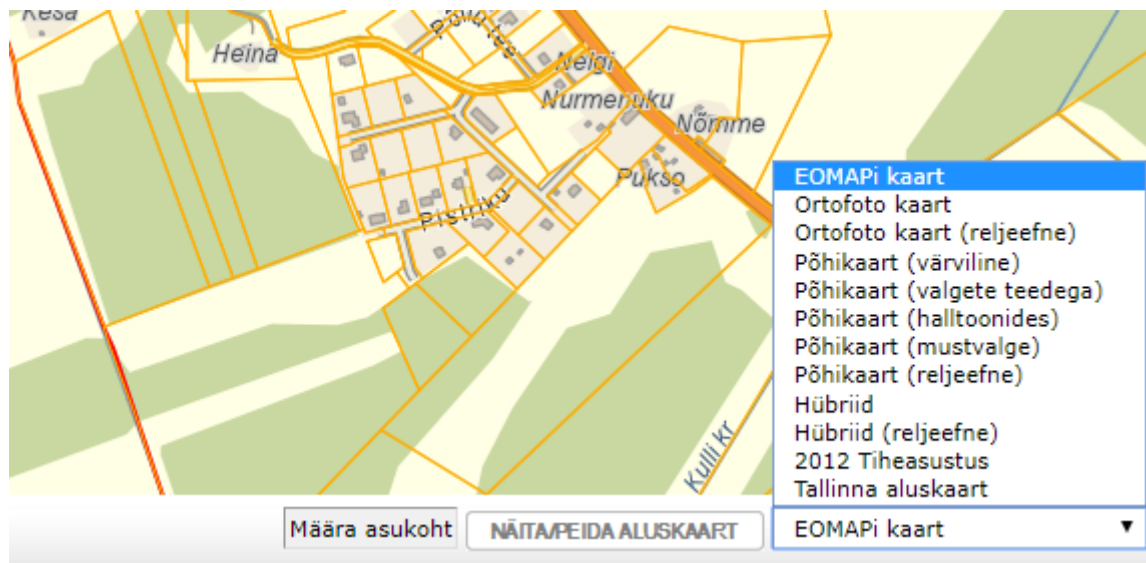 Kesa
Heina
Nelgi
Nurmenuku
Nõmme
Pukso
Pistriku
Kulli kr
EOMAPi kaart
Ortofoto kaart
Ortofoto kaart (reljeefne)
Põhikaart (värviline)
Põhikaart (valgete teedega)
Põhikaart (halltoonides)
Põhikaart (mustvalge)
Põhikaart (reljeefne)
Hübriid
Hübriid (reljeefne)
2012 Tiheasustus
Tallinna aluskaart
Määra asukoht NÄITA/PEIDA ALUSKAART EOMAPi kaart